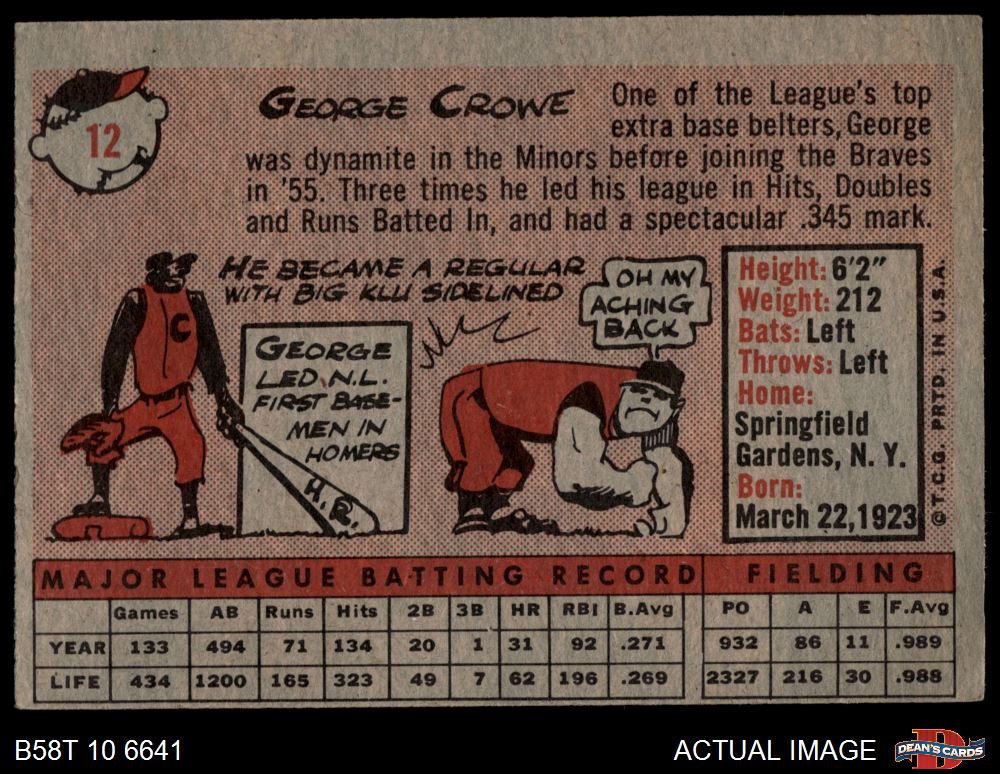 12
GEORGE CROWE
One of the League's top
extra base belters, George
was dynamite in the Minors before joining the Braves
in '55. Three times he led his league in Hits, Doubles
and Runs Batted In, and had a spectacular .345 mark.
HE BECAME A REGULAR
WITH BIG KLU SIDELINED
C
GEORGE
LED N.L.
FIRST BASE-
MEN IN
HOMERS
H.R.
OH MY
ACHING
BACK
Height: 6'2"
Weight: 212
Bats: Left
Throws: Left
Home:
Springfield
Gardens, N. Y.
Born:
March 22, 1923
© T.C.G. PRTD. IN U.S.A.
MAJOR LEAGUE BATTING RECORD FIELDING
Games AB Runs Hits 2B 3B HR RBI B.Avg PO A E F.Avg
YEAR 133 494 71 134 20 1 31 92 .271 932 86 11 .989
LIFE 434 1200 165 323 49 7 62 196 .269 2327 216 30 .988
B58T 10 6641
ACTUAL IMAGE
D
DEAN'S CARDS